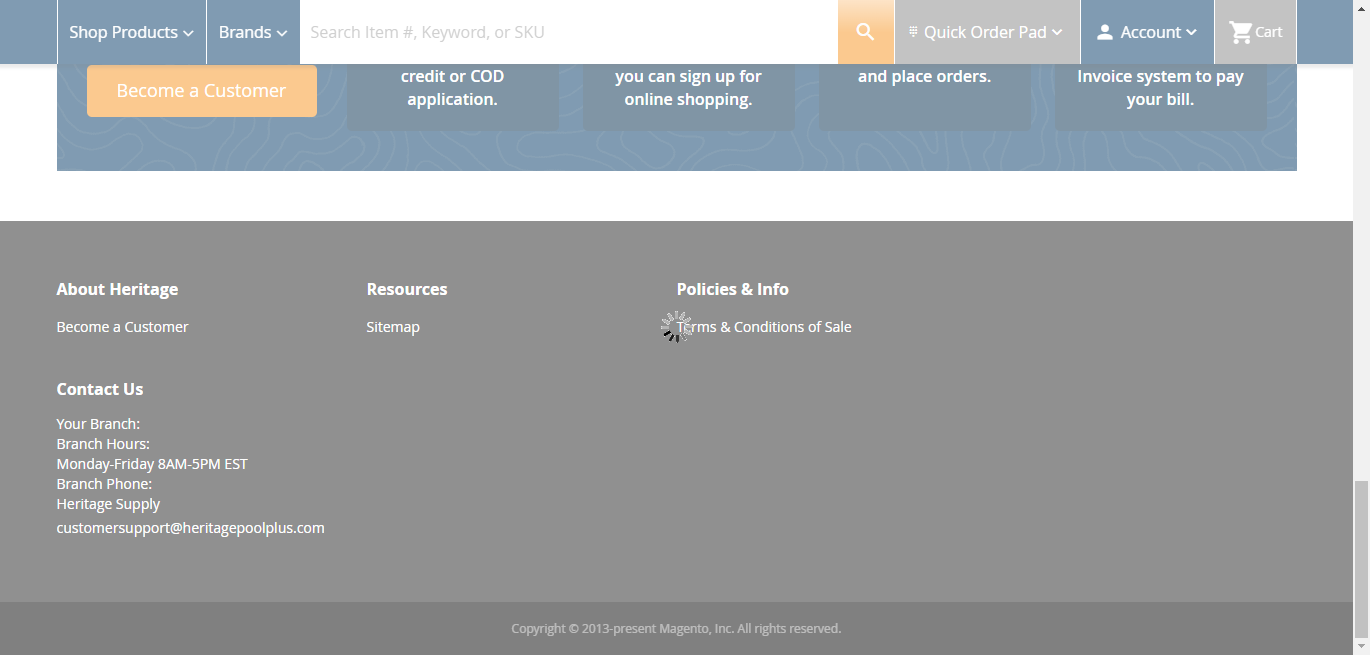 Shop Products
Brands
Search Item #, Keyword, or SKU
Quick Order Pad
Account
Cart
Become a Customer
credit or COD
application.
you can sign up for
online shopping.
and place orders.
Invoice system to pay
your bill.
About Heritage
Become a Customer
Resources
Sitemap
Policies & Info
Terms & Conditions of Sale
Contact Us
Your Branch:
Branch Hours:
Monday-Friday 8AM-5PM EST
Branch Phone:
Heritage Supply
customersupport@heritagepoolplus.com
Copyright © 2013-present Magento, Inc. All rights reserved.